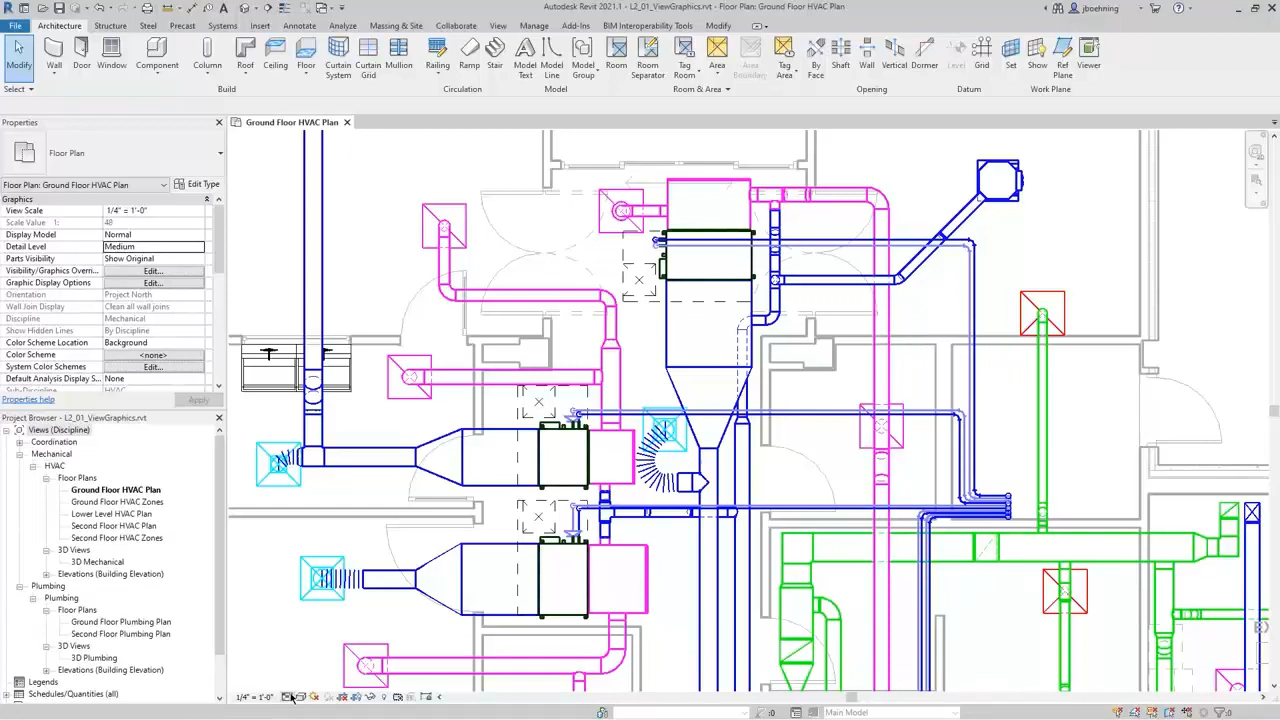 Autodesk Revit 2021.1 - L2_01_ViewGraphics.rvt - Floor Plan: Ground Floor HVAC Plan
jboehning
File Architecture Structure Steel Precast Systems Insert Annotate Analyze Massing & Site Collaborate View Manage Add-Ins BIM Interoperability Tools Modify
Modify Wall Door Window Component Column Roof Ceiling Floor Curtain System Curtain Grid Mullion Railing Ramp Stair Model Text Model Line Model Group Room Room Separator Tag Room Area Area Boundary Tag Area By Face Shaft Wall Vertical Dormer Level Grid Set Show Ref Plane Viewer
Select Build Circulation Model Room & Area Opening Datum Work Plane
Properties
Ground Floor HVAC Plan
Floor Plan
Floor Plan: Ground Floor HVAC Plan Edit Type
Graphics
View Scale 1/4" = 1'-0"
Scale Value 1: 48
Display Model Normal
Detail Level Medium
Parts Visibility Show Original
Visibility/Graphics Overr... Edit...
Graphic Display Options Edit...
Orientation Project North
Wall Join Display Clean all wall joins
Discipline Mechanical
Show Hidden Lines By Discipline
Color Scheme Location Background
Color Scheme <none>
System Color Schemes Edit...
Default Analysis Display S... None
Sub-Discipline HVAC
Properties help Apply
Project Browser - L2_01_ViewGraphics.rvt
Views (Discipline)
Coordination
Mechanical
HVAC
Floor Plans
Ground Floor HVAC Plan
Ground Floor HVAC Zones
Lower Level HVAC Plan
Second Floor HVAC Plan
Second Floor HVAC Zones
3D Views
3D Mechanical
Elevations (Building Elevation)
Plumbing
Plumbing
Floor Plans
Ground Floor Plumbing Plan
Second Floor Plumbing Plan
3D Views
3D Plumbing
Elevations (Building Elevation)
Legends
Schedules/Quantities (all)
1/4" = 1'-0"
:0 Main Model :0